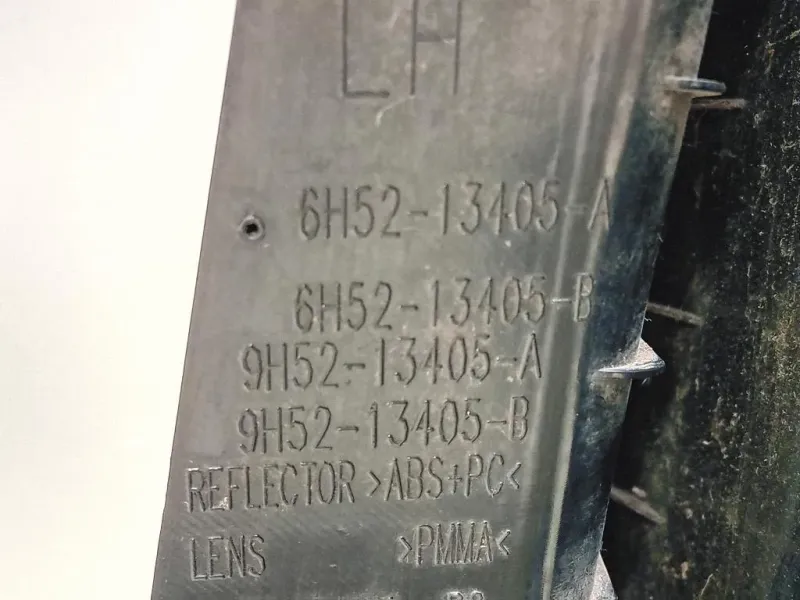 LH
6H52-13405-A
6H52-13405-B
9H52-13405-A
9H52-13405-B
REFLECTOR >ABS+PC<
LENS >PMMA<